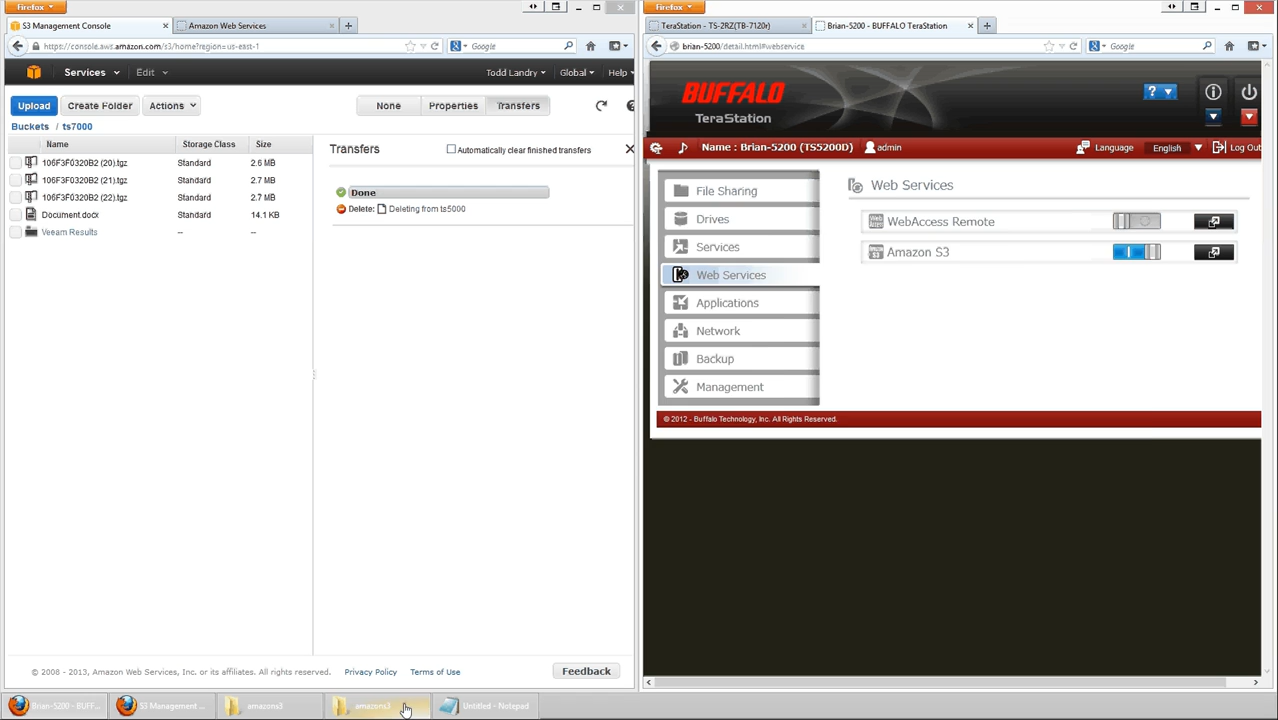 Firefox
S3 Management Console
Amazon Web Services
https://console.aws.amazon.com/s3/home?region=us-east-1
Google
Services
Edit
Todd Landry
Global
Help
Upload
Create Folder
Actions
None
Properties
Transfers
Buckets / ts7000
Name
Storage Class
Size
106F3F0320B2 (20).tgz
Standard
2.6 MB
106F3F0320B2 (21).tgz
Standard
2.7 MB
106F3F0320B2 (22).tgz
Standard
2.7 MB
Document.docx
Standard
14.1 KB
Veeam Results
--
--
Transfers
Automatically clear finished transfers
Done
Delete: Deleting from ts5000
© 2008 - 2013, Amazon Web Services, Inc. or its affiliates. All rights reserved.
Privacy Policy
Terms of Use
Feedback
Firefox
TeraStation - TS-2RZ(TB-7120r)
Brian-5200 - BUFFALO TeraStation
brian-5200/detail.html#webservice
Google
BUFFALO
TeraStation
?
Name : Brian-5200 (TS5200D)
admin
Language
English
Log Out
File Sharing
Drives
Services
Web Services
Applications
Network
Backup
Management
Web Services
WebAccess Remote
Amazon S3
© 2012 - Buffalo Technology, Inc. All Rights Reserved.
Brian-5200 - BUFF...
S3 Management ...
amazons3
amazons3
Untitled - Notepad